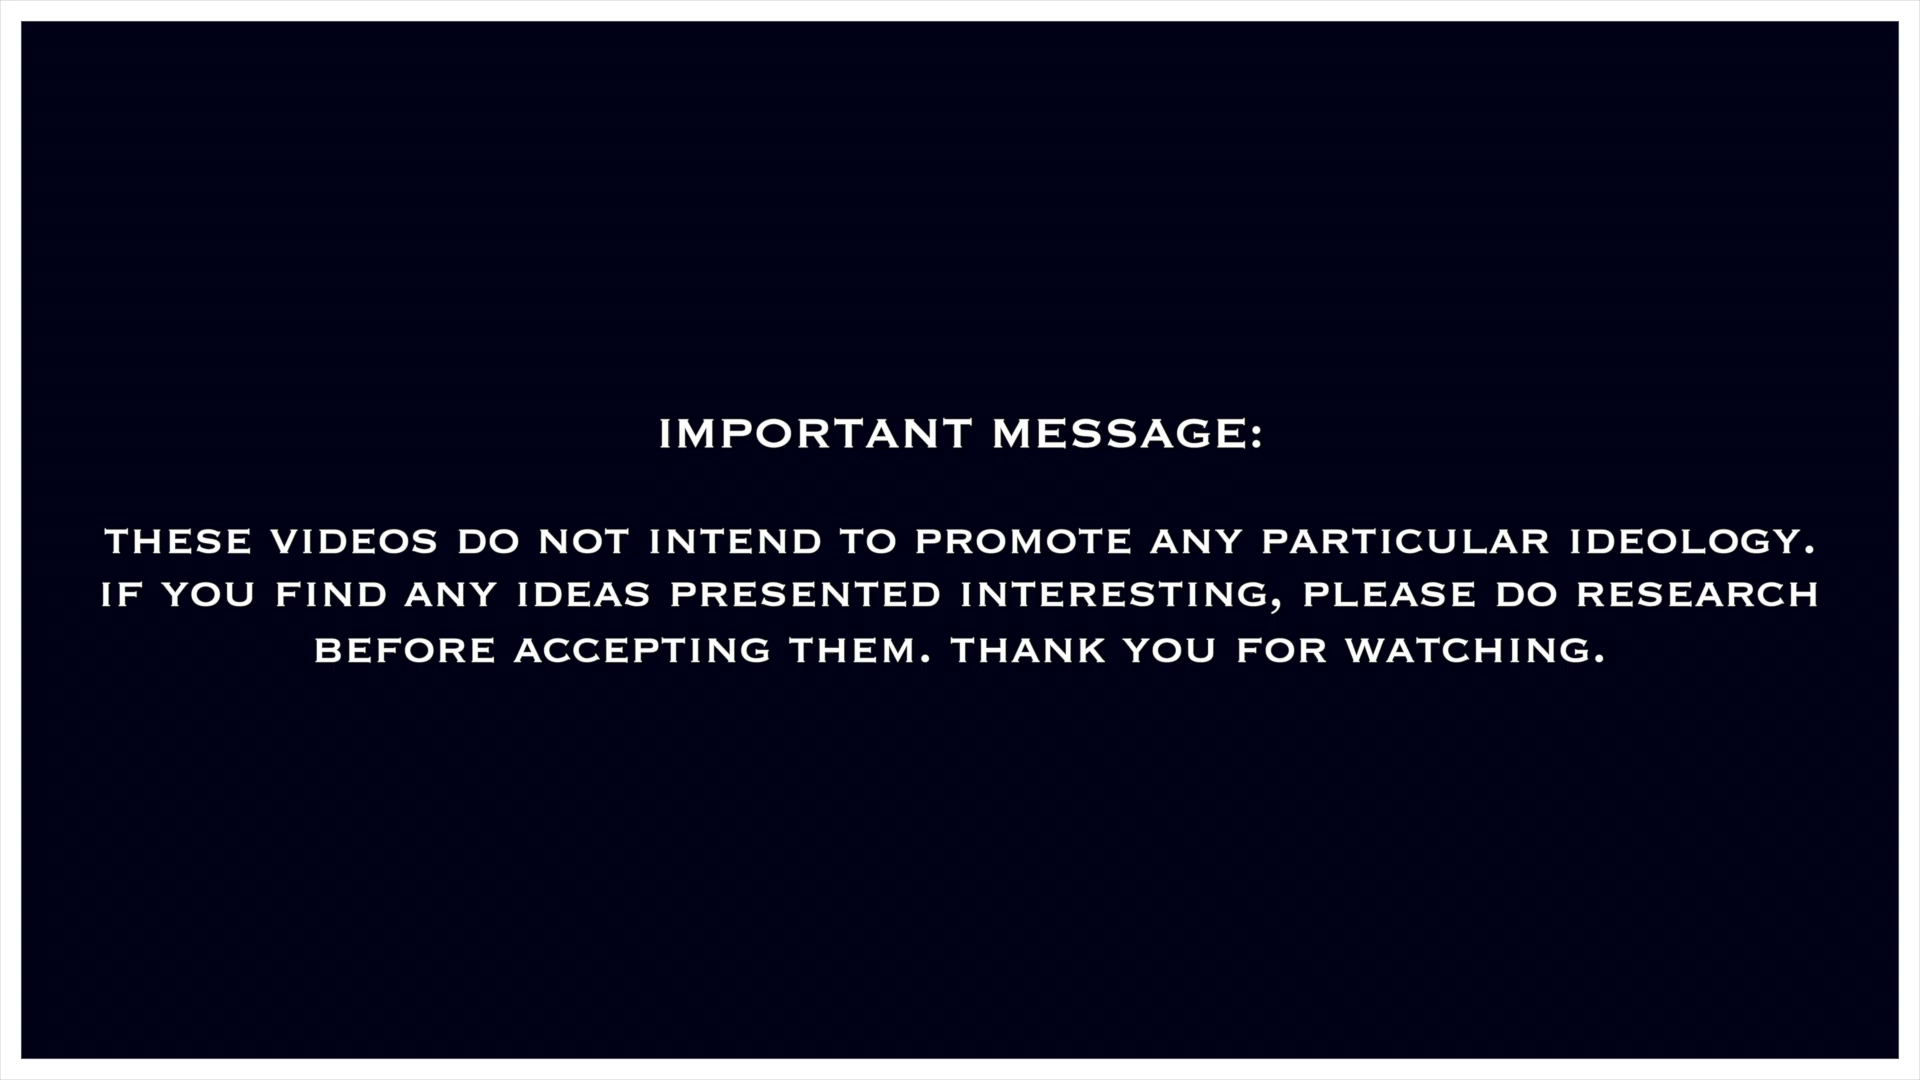 IMPORTANT MESSAGE:
THESE VIDEOS DO NOT INTEND TO PROMOTE ANY PARTICULAR IDEOLOGY.
IF YOU FIND ANY IDEAS PRESENTED INTERESTING, PLEASE DO RESEARCH
BEFORE ACCEPTING THEM. THANK YOU FOR WATCHING.